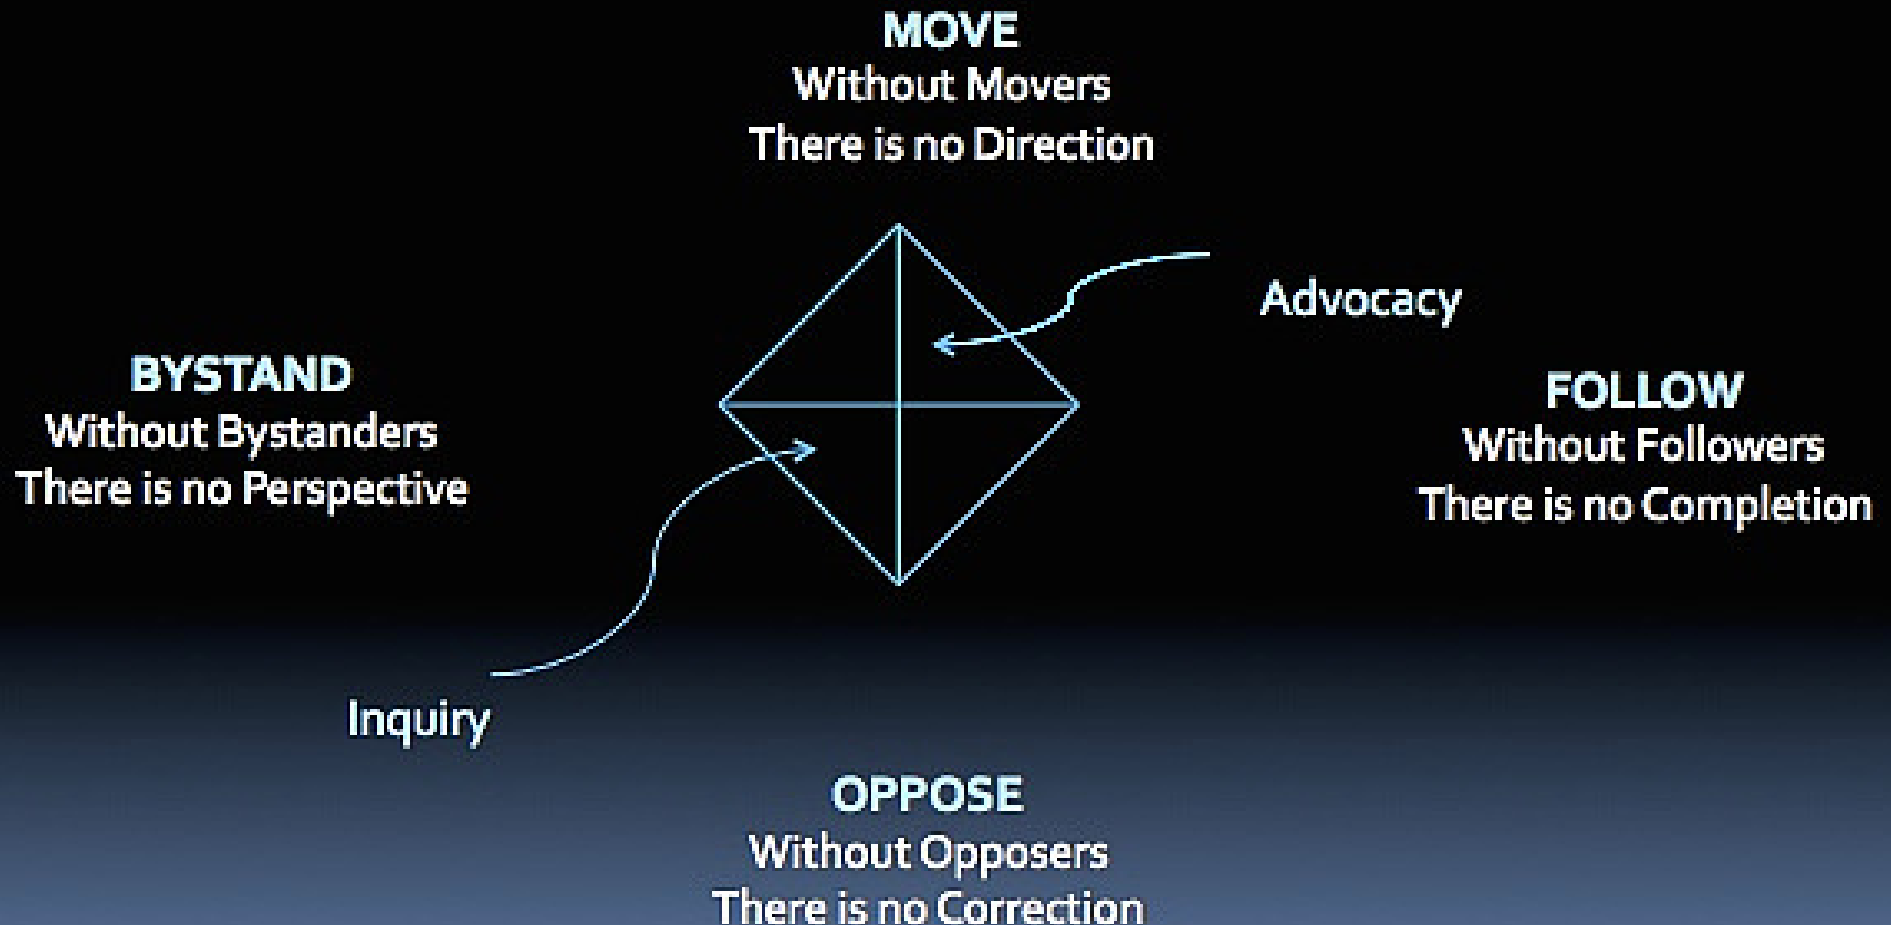 MOVE
Without Movers
There is no Direction
Advocacy
BYSTAND
Without Bystanders
There is no Perspective
FOLLOW
Without Followers
There is no Completion
Inquiry
OPPOSE
Without Opposers
There is no Correction